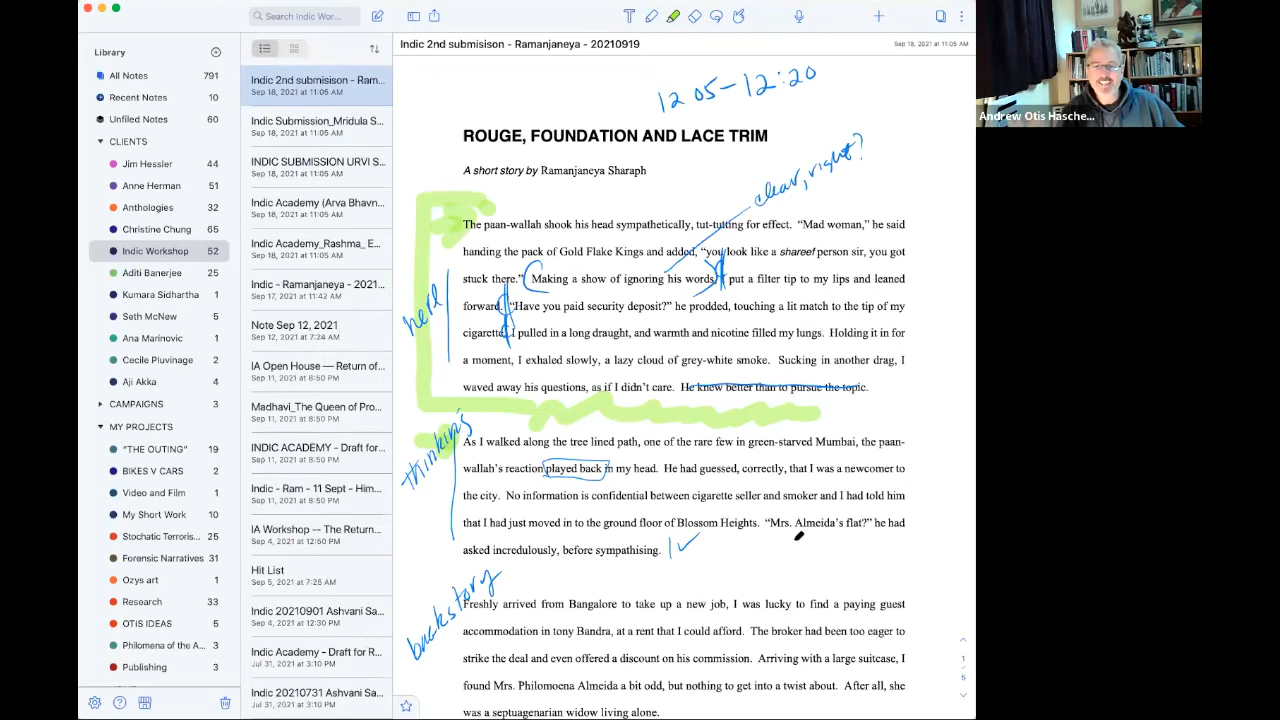 Search Indic Wor...
Library
All Notes 791
Recent Notes 10
Unfiled Notes 60
CLIENTS
Jim Hessler 44
Anne Herman 51
Anthologies 32
Christine Chung 65
Indic Workshop 52
Aditi Banerjee 25
Kumara Sidhartha 1
Seth McNew 5
Ana Marinovic 1
Cecile Pluvinage 2
Aji Akka 4
CAMPAIGNS 3
MY PROJECTS
"THE OUTING" 19
BIKES V CARS 2
Video and Film 1
My Short Work 10
Stochatic Terroris... 25
Forensic Narratives 31
Ozys art 1
Research 33
OTIS IDEAS 5
Philomena of the A... 3
Publishing 1
Indic 2nd submisison - Ram...
Sep 18, 2021 at 11:05 AM
Indic Submission_Mridula S...
Sep 18, 2021 at 11:05 AM
INDIC SUBMISSION URVI S...
Sep 18, 2021 at 11:05 AM
Indic Academy (Arva Bhavn...
Sep 18, 2021 at 11:05 AM
Indic Academy_Rashma_ E...
Sep 18, 2021 at 11:05 AM
Indic - Ramanjaneya - 2021...
Sep 17, 2021 at 11:42 AM
Note Sep 12, 2021
Sep 12, 2021 at 7:24 AM
IA Open House — Return of...
Sep 11, 2021 at 8:50 PM
Madhavi_The Queen of Pro...
Sep 11, 2021 at 8:50 PM
INDIC ACADEMY - Draft for...
Sep 11, 2021 at 8:50 PM
Indic - Ram - 11 Sept - Him...
Sep 11, 2021 at 8:50 PM
IA Workshop -- The Return...
Sep 4, 2021 at 12:50 PM
Hit List
Sep 5, 2021 at 7:26 AM
Indic 20210901 Ashvani Sa...
Sep 4, 2021 at 12:30 PM
Indic Academy - Draft for R...
Jul 31, 2021 at 3:10 PM
Indic 20210731 Ashvani Sa...
Jul 31, 2021 at 3:10 PM
Indic 2nd submisison - Ramanjaneya - 20210919
Sep 18, 2021 at 11:05 AM
12 05 - 12:20
ROUGE, FOUNDATION AND LACE TRIM
clear, right?
A short story by Ramanjaneya Sharaph
The paan-wallah shook his head sympathetically, tut-tutting for effect. "Mad woman," he said
handing the pack of Gold Flake Kings and added, "you look like a shareef person sir, you got
stuck there." Making a show of ignoring his words, I put a filter tip to my lips and leaned
forward. "Have you paid security deposit?" he prodded, touching a lit match to the tip of my
cigarette. I pulled in a long draught, and warmth and nicotine filled my lungs. Holding it in for
a moment, I exhaled slowly, a lazy cloud of grey-white smoke. Sucking in another drag, I
waved away his questions, as if I didn't care. He knew better than to pursue the topic.
here
As I walked along the tree lined path, one of the rare few in green-starved Mumbai, the paan-
wallah's reaction played back in my head. He had guessed, correctly, that I was a newcomer to
the city. No information is confidential between cigarette seller and smoker and I had told him
that I had just moved in to the ground floor of Blossom Heights. "Mrs. Almeida's flat?" he had
asked incredulously, before sympathising.
backstory
Freshly arrived from Bangalore to take up a new job, I was lucky to find a paying guest
accommodation in tony Bandra, at a rent that I could afford. The broker had been too eager to
strike the deal and even offered a discount on his commission. Arriving with a large suitcase, I
found Mrs. Philomoena Almeida a bit odd, but nothing to get into a twist about. After all, she
was a septuagenarian widow living alone.
1
5
Andrew Otis Hasche...